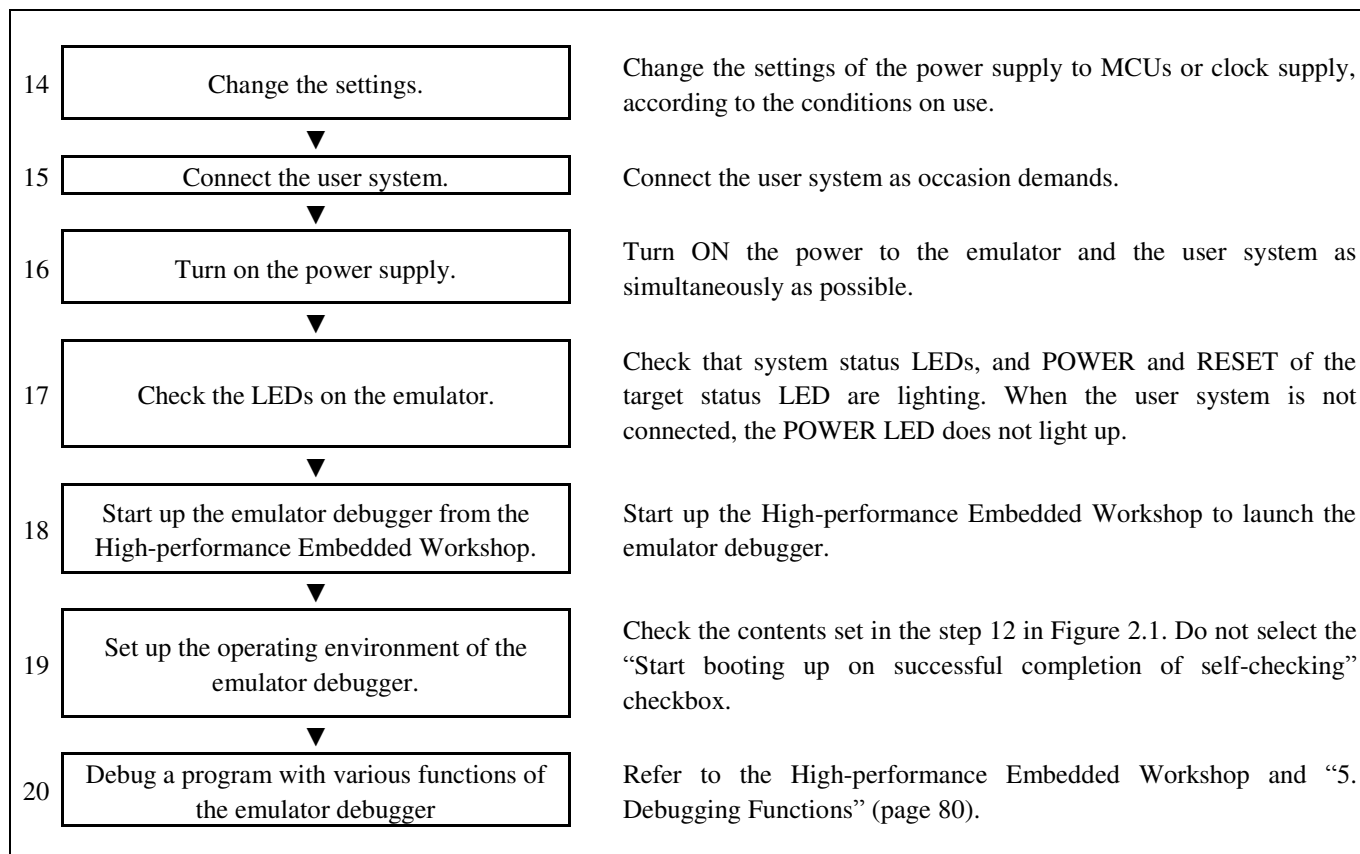 14
Change the settings.
Change the settings of the power supply to MCUs or clock supply,
according to the conditions on use.
▼
15
Connect the user system.
Connect the user system as occasion demands.
▼
16
Turn on the power supply.
Turn ON the power to the emulator and the user system as
simultaneously as possible.
▼
17
Check the LEDs on the emulator.
Check that system status LEDs, and POWER and RESET of the
target status LED are lighting. When the user system is not
connected, the POWER LED does not light up.
▼
18
Start up the emulator debugger from the
High-performance Embedded Workshop.
Start up the High-performance Embedded Workshop to launch the
emulator debugger.
▼
19
Set up the operating environment of the
emulator debugger.
Check the contents set in the step 12 in Figure 2.1. Do not select the
“Start booting up on successful completion of self-checking”
checkbox.
▼
20
Debug a program with various functions of
the emulator debugger
Refer to the High-performance Embedded Workshop and “5.
Debugging Functions” (page 80).